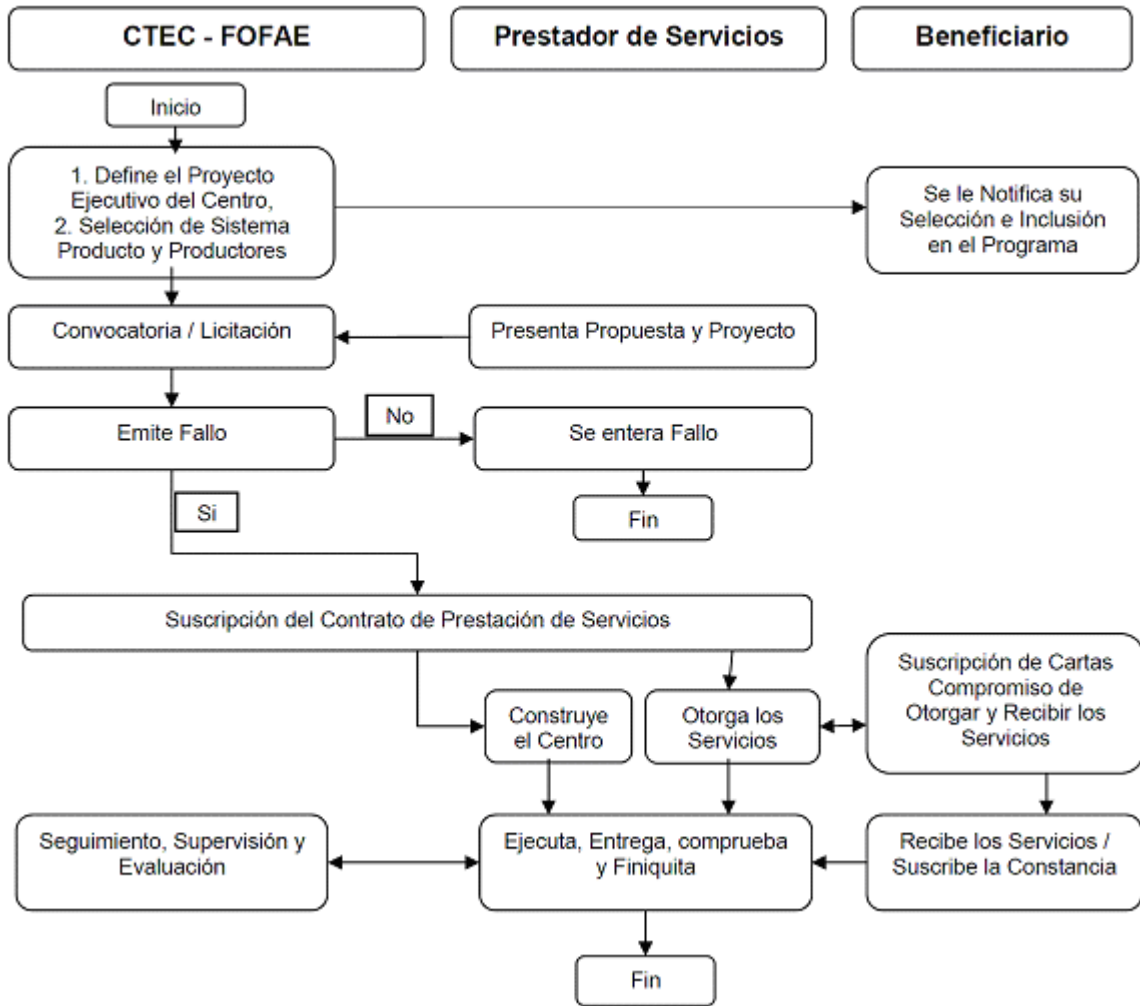 CTEC - FOFAE
Prestador de Servicios
Beneficiario
Inicio
1. Define el Proyecto
Ejecutivo del Centro,
2. Selección de Sistema
Producto y Productores
Se le Notifica su
Selección e Inclusión
en el Programa
Convocatoria / Licitación
Presenta Propuesta y Proyecto
Emite Fallo
No
Se entera Fallo
Si
Fin
Suscripción del Contrato de Prestación de Servicios
Construye
el Centro
Otorga los
Servicios
Suscripción de Cartas
Compromiso de
Otorgar y Recibir los
Servicios
Seguimiento, Supervisión y
Evaluación
Ejecuta, Entrega, comprueba
y Finiquita
Recibe los Servicios /
Suscribe la Constancia
Fin